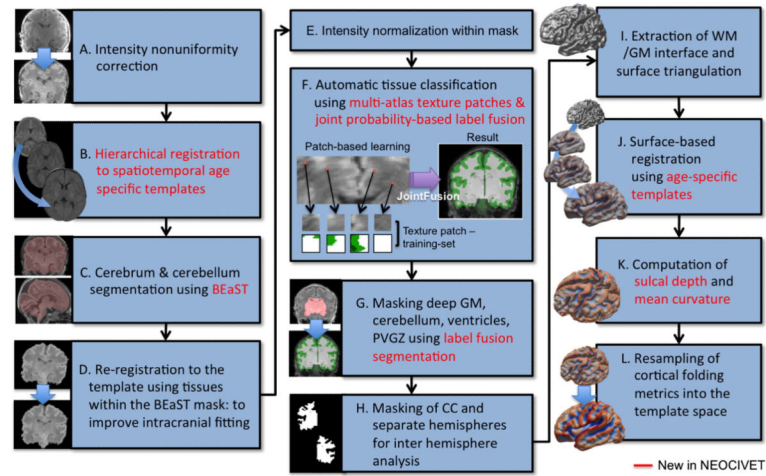 A. Intensity nonuniformity
correction
B. Hierarchical registration
to spatiotemporal age
specific templates
C. Cerebrum & cerebellum
segmentation using BEaST
D. Re-registration to the
template using tissues
within the BEaST mask: to
improve intracranial fitting
E. Intensity normalization within mask
F. Automatic tissue classification
using multi-atlas texture patches &
joint probability-based label fusion
Patch-based learning
Result
JointFusion
Texture patch –
training-set
G. Masking deep GM,
cerebellum, ventricles,
PVGZ using label fusion
segmentation
H. Masking of CC and
separate hemispheres
for inter hemisphere
analysis
I. Extraction of WM
/GM interface and
surface triangulation
J. Surface-based
registration
using age-specific
templates
K. Computation of
sulcal depth and
mean curvature
L. Resampling of
cortical folding
metrics into the
template space
New in NEOCIVET